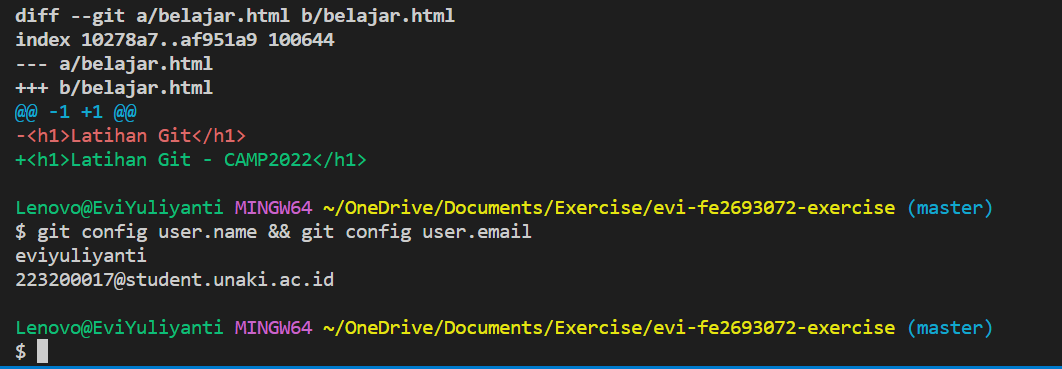 diff --git a/belajar.html b/belajar.html
index 10278a7..af951a9 100644
--- a/belajar.html
+++ b/belajar.html
@@ -1 +1 @@
-<h1>Latihan Git</h1>
+<h1>Latihan Git - CAMP2022</h1>
Lenovo@EviYuliyanti MINGW64 ~/OneDrive/Documents/Exercise/evi-fe2693072-exercise (master)
$ git config user.name && git config user.email
eviyuliyanti
223200017@student.unaki.ac.id
Lenovo@EviYuliyanti MINGW64 ~/OneDrive/Documents/Exercise/evi-fe2693072-exercise (master)
$